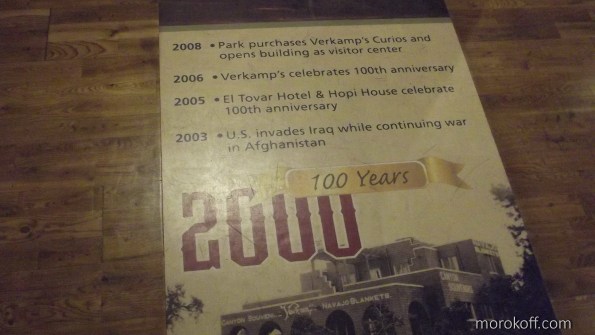 2008 • Park purchases Verkamp's Curios and
opens building as visitor center
2006 • Verkamp's celebrates 100th anniversary
2005 • El Tovar Hotel & Hopi House celebrate
100th anniversary
2003 • U.S. invades Iraq while continuing war
in Afghanistan
100 Years
2000
NAVAJO BLANKETS
morokoff.com